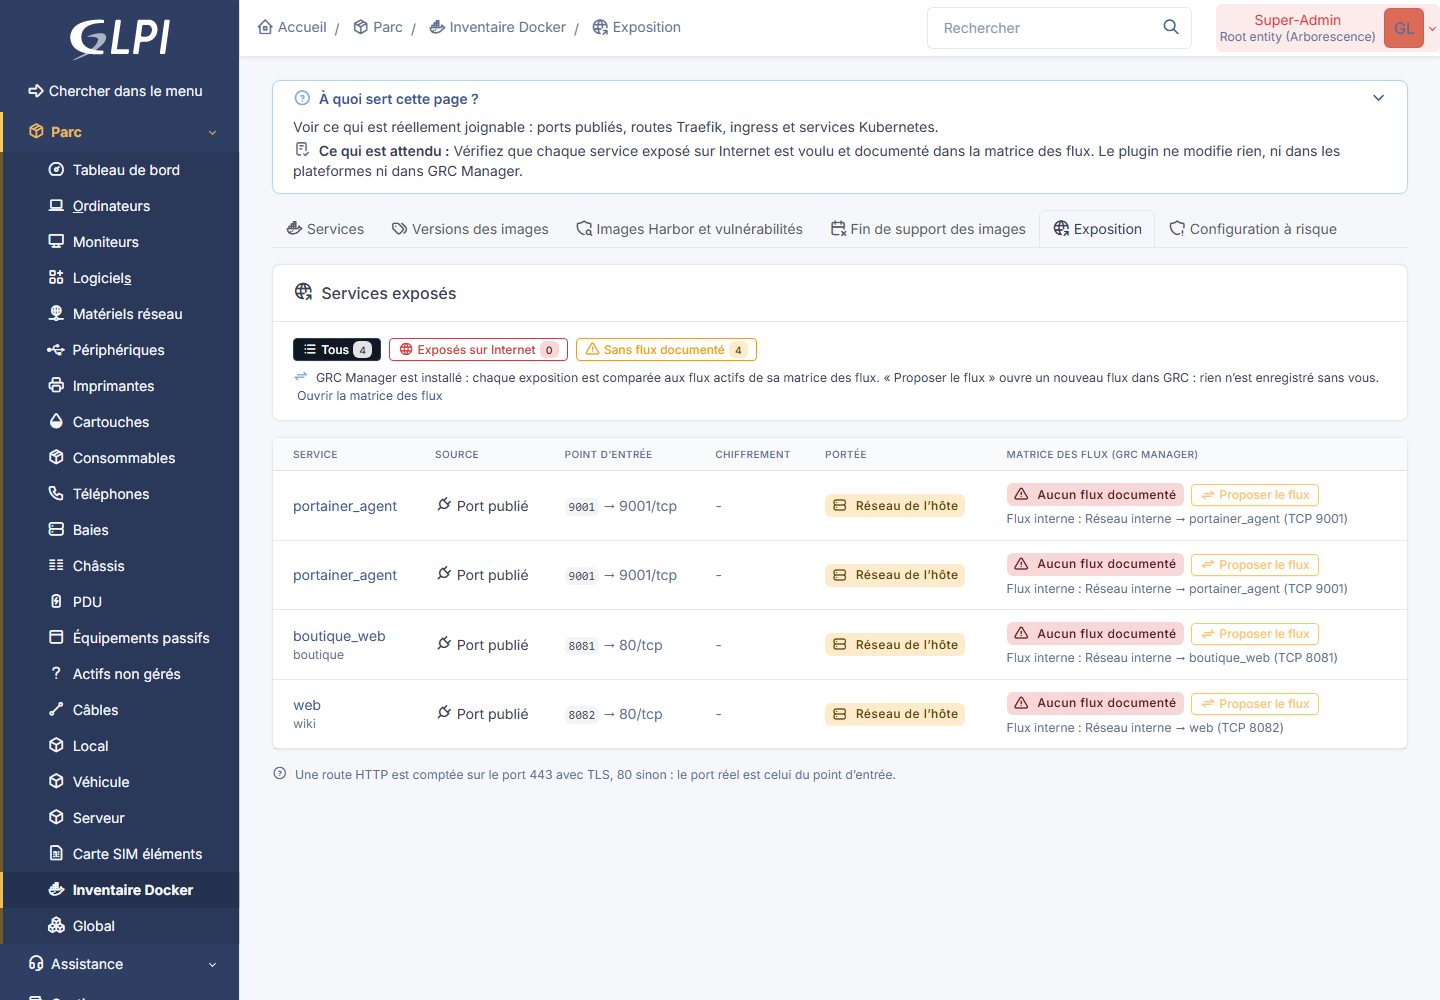 GLPI
Chercher dans le menu
Parc
Tableau de bord
Ordinateurs
Moniteurs
Logiciels
Matériels réseau
Périphériques
Imprimantes
Cartouches
Consommables
Téléphones
Baies
Châssis
PDU
Équipements passifs
Actifs non gérés
Câbles
Local
Véhicule
Serveur
Carte SIM éléments
Inventaire Docker
Global
Assistance
Accueil / Parc / Inventaire Docker / Exposition
Rechercher
Super-Admin
Root entity (Arborescence)
GL
À quoi sert cette page ?
Voir ce qui est réellement joignable : ports publiés, routes Traefik, ingress et services Kubernetes.
Ce qui est attendu : Vérifiez que chaque service exposé sur Internet est voulu et documenté dans la matrice des flux. Le plugin ne modifie rien, ni dans les
plateformes ni dans GRC Manager.
Services Versions des images Images Harbor et vulnérabilités Fin de support des images Exposition Configuration à risque
Services exposés
Tous 4 Exposés sur Internet 0 Sans flux documenté 4
GRC Manager est installé : chaque exposition est comparée aux flux actifs de sa matrice des flux. « Proposer le flux » ouvre un nouveau flux dans GRC : rien n’est enregistré sans vous.
Ouvrir la matrice des flux
SERVICE SOURCE POINT D’ENTRÉE CHIFFREMENT PORTÉE MATRICE DES FLUX (GRC MANAGER)
portainer_agent Port publié 9001 → 9001/tcp - Réseau de l’hôte Aucun flux documenté Proposer le flux
Flux interne : Réseau interne → portainer_agent (TCP 9001)
portainer_agent Port publié 9001 → 9001/tcp - Réseau de l’hôte Aucun flux documenté Proposer le flux
Flux interne : Réseau interne → portainer_agent (TCP 9001)
boutique_web Port publié 8081 → 80/tcp - Réseau de l’hôte Aucun flux documenté Proposer le flux
boutique Flux interne : Réseau interne → boutique_web (TCP 8081)
web Port publié 8082 → 80/tcp - Réseau de l’hôte Aucun flux documenté Proposer le flux
wiki Flux interne : Réseau interne → web (TCP 8082)
Une route HTTP est comptée sur le port 443 avec TLS, 80 sinon : le port réel est celui du point d’entrée.